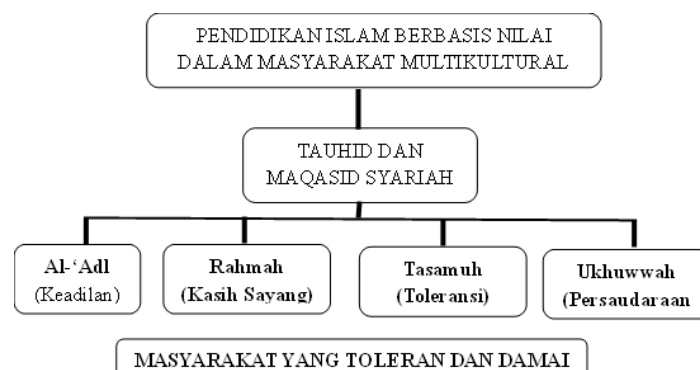 PENDIDIKAN ISLAM BERBASIS NILAI
DALAM MASYARAKAT MULTIKULTURAL
TAUHID DAN
MAQASID SYARIAH
Al-‘Adl
(Keadilan)
Rahmah
(Kasih Sayang)
Tasamuh
(Toleransi)
Ukhuwwah
(Persaudaraan
MASYARAKAT YANG TOLERAN DAN DAMAI